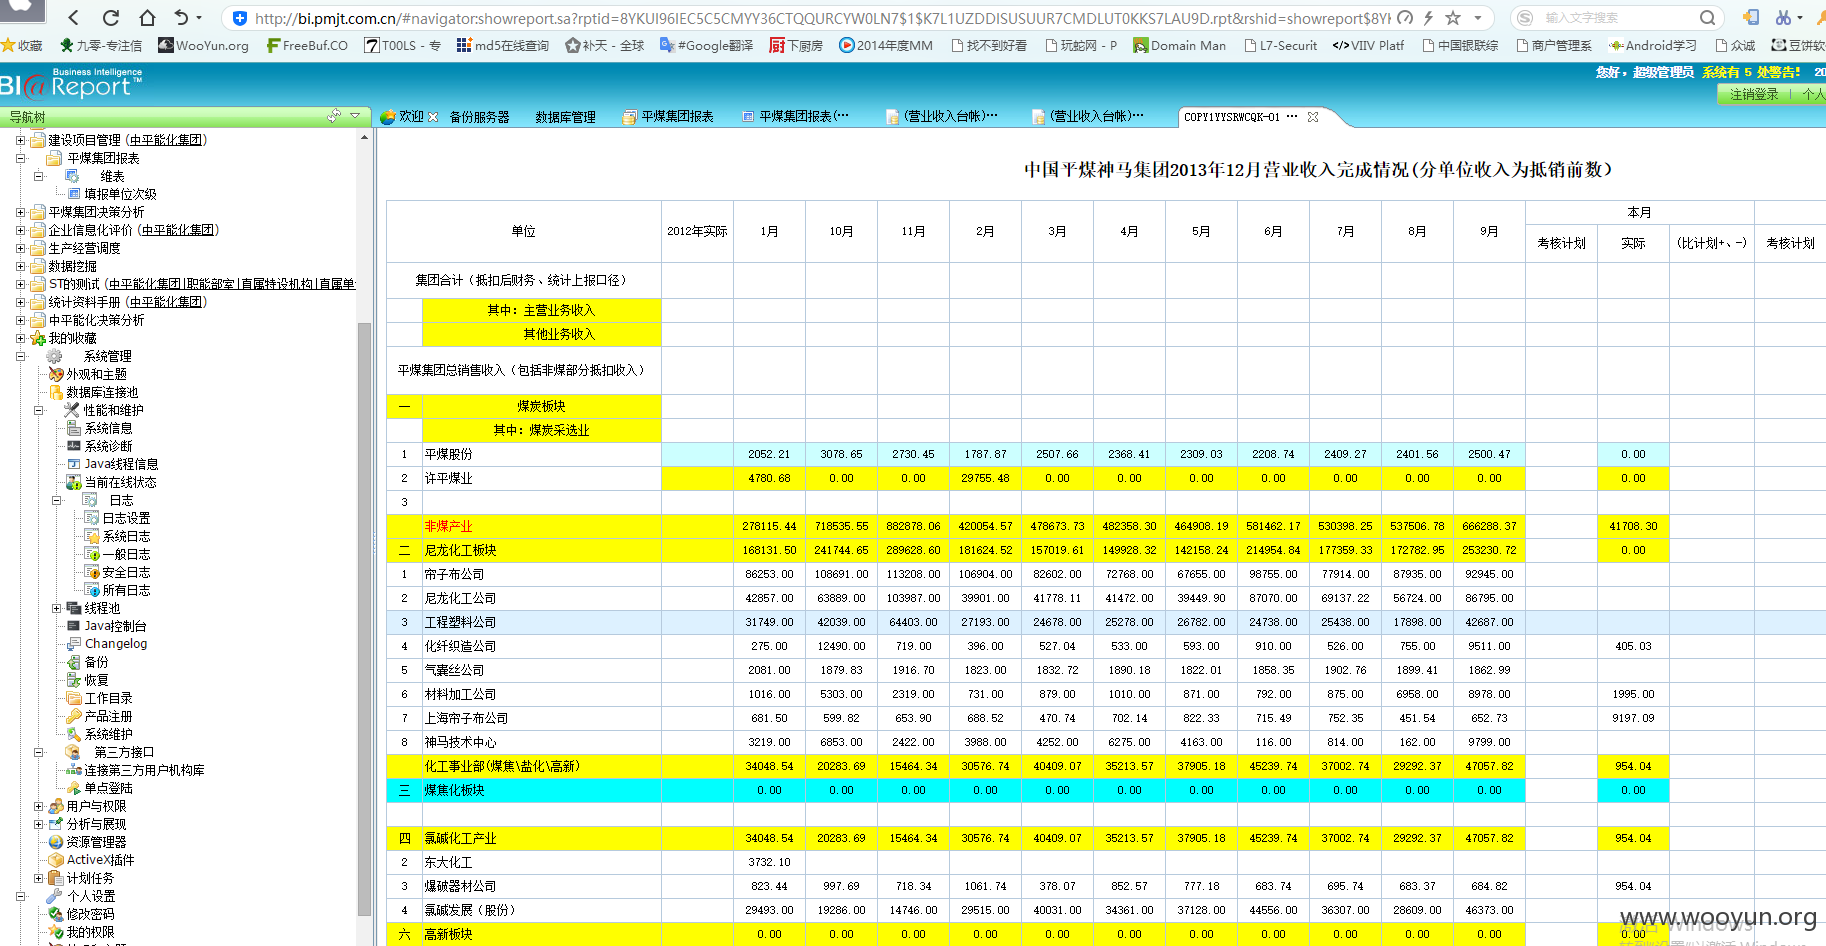 http://bi.pmjt.com.cn/#navigator:showreport.sa?rptid=8YKUI96IEC5C5CMYY36CTQQURCYW0LN7$1$K7L1UZDDISUSUUR7CMDLUT0KKS7LAU9D.rpt&rshid=showreport$8Y 输入文字搜索
收藏 九零-专注信 WooYun.org FreeBuf.CO T00LS - 专 md5在线查询 补天 - 全球 #Google翻译 下厨房 2014年度MM 找不到好看 玩蛇网 - P Domain Man L7-Securit VIIV Platf 中国银联综 商户管理系 Android学习 众诚 豆饼软
Business Intelligence
BI@Report™
您好，超级管理员 系统有 5 处警告! 20
注销登录 | 个人
导航树
欢迎 备份服务器 数据库管理 平煤集团报表 平煤集团报表(… (营业收入台帐)… (营业收入台帐)… COPY1YYSRWCQK-01 …
建设项目管理 (中平能化集团)
平煤集团报表
维表
填报单位次级
平煤集团决策分析
企业信息化评价 (中平能化集团)
生产经营调度
数据挖掘
ST的测试 (中平能化集团|职能部室|直属特设机构|直属单
统计资料手册 (中平能化集团)
中平能化决策分析
我的收藏
系统管理
外观和主题
数据库连接池
性能和维护
系统信息
系统诊断
Java线程信息
当前在线状态
日志
日志设置
系统日志
一般日志
安全日志
所有日志
线程池
Java控制台
Changelog
备份
恢复
工作目录
产品注册
系统维护
第三方接口
连接第三方用户机构库
单点登陆
用户与权限
分析与展现
资源管理器
ActiveX插件
计划任务
个人设置
修改密码
我的权限
中国平煤神马集团2013年12月营业收入完成情况(分单位收入为抵销前数)
单位 2012年实际 1月 10月 11月 2月 3月 4月 5月 6月 7月 8月 9月 本月
考核计划 实际 (比计划+、-) 考核计划
集团合计 (抵扣后财务、统计上报口径)
其中: 主营业务收入
其他业务收入
平煤集团总销售收入 (包括非煤部分抵扣收入)
一 煤炭板块
其中: 煤炭采选业
1 平煤股份 2052.21 3078.65 2730.45 1787.87 2507.66 2368.41 2309.03 2208.74 2409.27 2401.56 2500.47 0.00
2 许平煤业 4780.68 0.00 0.00 29755.48 0.00 0.00 0.00 0.00 0.00 0.00 0.00 0.00
3
非煤产业 278115.44 718535.55 882878.06 420054.57 478673.73 482358.30 464908.19 581462.17 530398.25 537506.78 666288.37 41708.30
二 尼龙化工板块 168131.50 241744.65 289628.60 181624.52 157019.61 149928.32 142158.24 214954.84 177359.33 172782.95 253230.72 0.00
1 帘子布公司 86253.00 108691.00 113208.00 106904.00 82602.00 72768.00 67655.00 98755.00 77914.00 87935.00 92945.00
2 尼龙化工公司 42857.00 63889.00 103987.00 39901.00 41778.11 41472.00 39449.90 87070.00 69137.22 56724.00 86795.00
3 工程塑料公司 31749.00 42039.00 64403.00 27193.00 24678.00 25278.00 26782.00 24738.00 25438.00 17898.00 42687.00
4 化纤织造公司 275.00 12490.00 719.00 396.00 527.04 533.00 593.00 910.00 526.00 755.00 9511.00 405.03
5 气囊丝公司 2081.00 1879.83 1916.70 1823.00 1832.72 1890.18 1822.01 1858.35 1902.76 1899.41 1862.99
6 材料加工公司 1016.00 5303.00 2319.00 731.00 879.00 1010.00 871.00 792.00 875.00 6958.00 8978.00 1995.00
7 上海帘子布公司 681.50 599.82 653.90 688.52 470.74 702.14 822.33 715.49 752.35 451.54 652.73 9197.09
8 神马技术中心 3219.00 6853.00 2422.00 3988.00 4252.00 6275.00 4163.00 116.00 814.00 162.00 9799.00
化工事业部(煤焦\盐化\高新) 34048.54 20283.69 15464.34 30576.74 40409.07 35213.57 37905.18 45239.74 37002.74 29292.37 47057.82 954.04
三 煤焦化板块 0.00 0.00 0.00 0.00 0.00 0.00 0.00 0.00 0.00 0.00 0.00 0.00
四 氯碱化工产业 34048.54 20283.69 15464.34 30576.74 40409.07 35213.57 37905.18 45239.74 37002.74 29292.37 47057.82 954.04
2 东大化工 3732.10
3 爆破器材公司 823.44 997.69 718.34 1061.74 378.07 852.57 777.18 683.74 695.74 683.37 684.82 954.04
4 氯碱发展 (股份) 29493.00 19286.00 14746.00 29515.00 40031.00 34361.00 37128.00 44556.00 36307.00 28609.00 46373.00
六 高新板块 0.00 0.00 0.00 0.00 0.00 0.00 0.00 0.00 0.00 0.00 0.00 0.00
www.wooyun.org